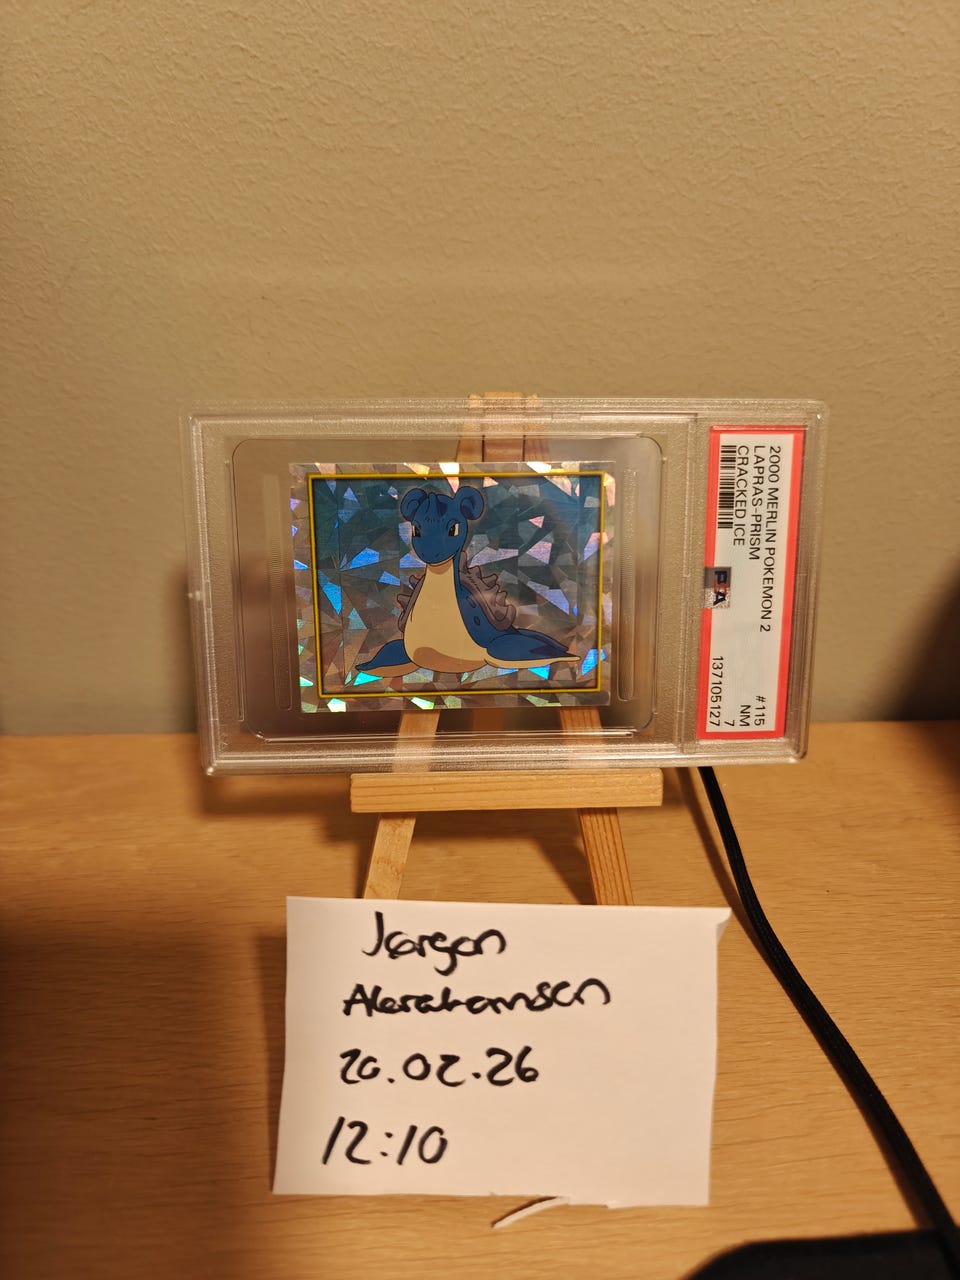 2000 MERLIN POKEMON 2 #115
LAPRAS-PRISM NM
CRACKED ICE 7
137105127
PSA
Jørgen
Abrahamsen
20.02.26
12:10